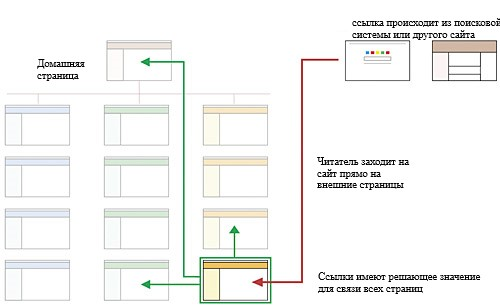 ссылка происходит из поисковой
системы или другого сайта
Домашняя
страница
Читатель заходит на
сайт прямо на
внешние страницы
Ссылки имеют решающее значение
для связи всех страниц